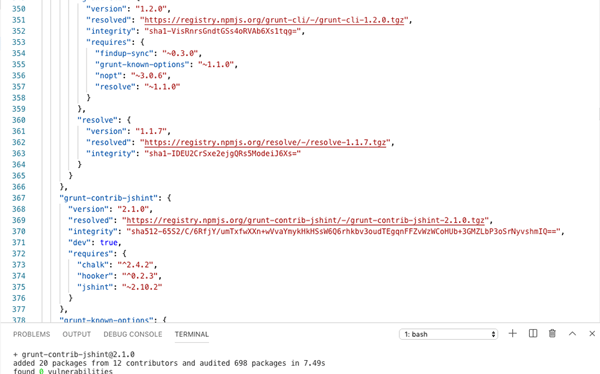 350 "version": "1.2.0",
351 "resolved": "https://registry.npmjs.org/grunt-cli/-/grunt-cli-1.2.0.tgz",
352 "integrity": "sha1-VisRnrsGndtGSs4oRVAb6Xs1tqg=",
353 "requires": {
354 "findup-sync": "~0.3.0",
355 "grunt-known-options": "~1.1.0",
356 "nopt": "~3.0.6",
357 "resolve": "~1.1.0"
358 }
359 },
360 "resolve": {
361 "version": "1.1.7",
362 "resolved": "https://registry.npmjs.org/resolve/-/resolve-1.1.7.tgz",
363 "integrity": "sha1-IDEU2CrSxe2ejgQRs5ModeiJ6Xs="
364 }
365 }
366 },
367 "grunt-contrib-jshint": {
368 "version": "2.1.0",
369 "resolved": "https://registry.npmjs.org/grunt-contrib-jshint/-/grunt-contrib-jshint-2.1.0.tgz",
370 "integrity": "sha512-65S2/C/6RfjY/umTxfwXXn+wVvaYmykHkHSsW6Q6rhkbv3oudTEgqnFFZvWzWCoHUb+3GMZLbP3oSrNyvshmIQ==",
371 "dev": true,
372 "requires": {
373 "chalk": "^2.4.2",
374 "hooker": "^0.2.3",
375 "jshint": "~2.10.2"
376 }
377 },
378 "grunt-known-options": {
PROBLEMS OUTPUT DEBUG CONSOLE TERMINAL 1: bash
+ grunt-contrib-jshint@2.1.0
added 20 packages from 12 contributors and audited 698 packages in 7.49s
found 0 vulnerabilities